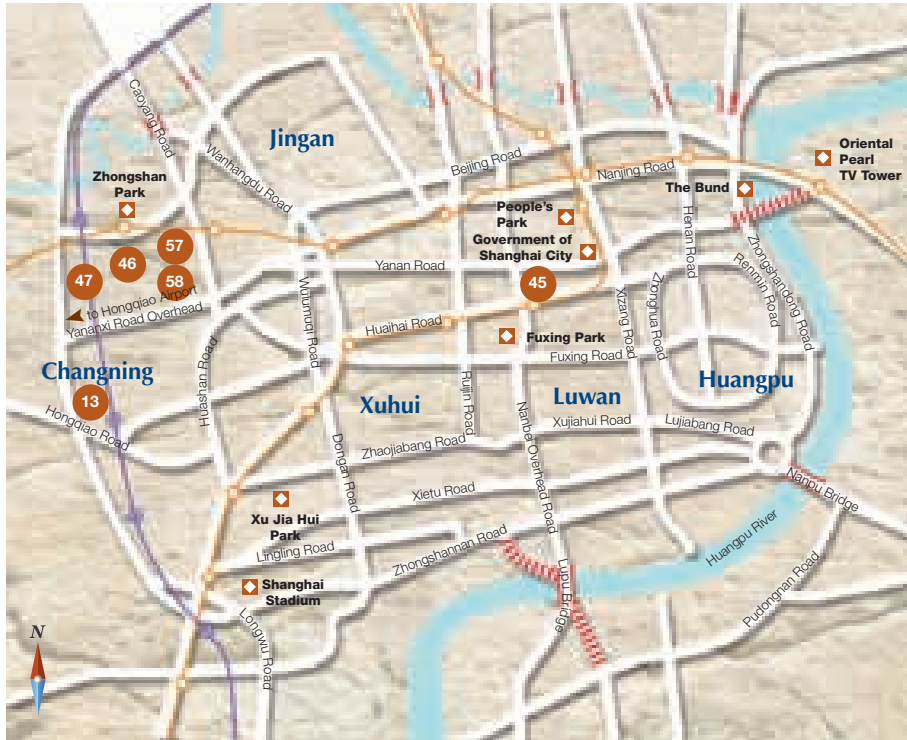 Caoyang Road
Jingan
Wanhangdu Road
Beijing Road
Nanjing Road
Oriental
Pearl
TV Tower
Zhongshan
Park
The Bund
People's
Park
Government of
Shanghai City
Henan Road
Zhongshandong Road
Renmin Road
57
46
47
58
45
Yanan Road
to Hongqiao Airport
Yananxi Road Overhead
Wulumuqi Road
Xizang Road
Zhonghua Road
Huaihai Road
Fuxing Park
Fuxing Road
Changning
13
Huashan Road
Xuhui
Ruijin Road
Luwan
Huangpu
Hongqiao Road
Nanbei Overhead Road
Xujiahui Road
Lujiabang Road
Zhaojiabang Road
Dongan Road
Xietu Road
Nanpu Bridge
Xu Jia Hui
Park
Lingling Road
Zhongshannan Road
Huangpu River
Shanghai
Stadium
Lupu Bridge
Pudongnan Road
Longwu Road
N